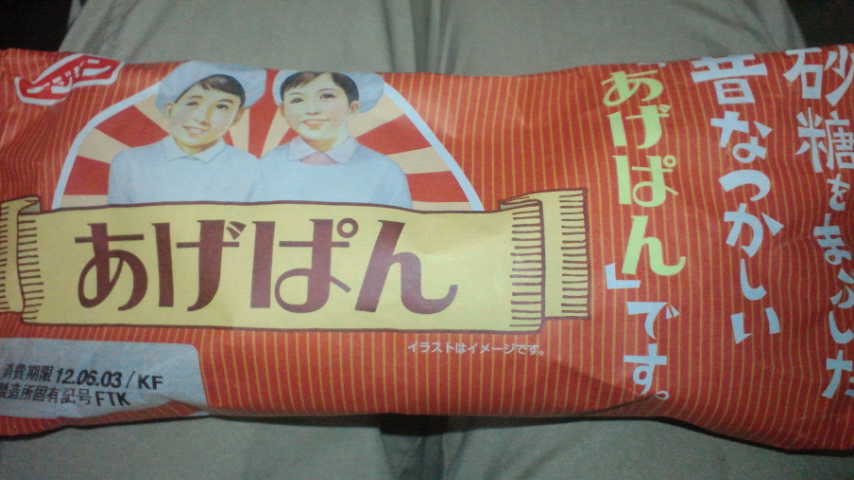 あげぱん
イラストはイメージです。
消費期限 12.06.03/KF
製造所固有記号 FTK
砂糖をまぶした
昔なつかしい
「あげぱん」です。